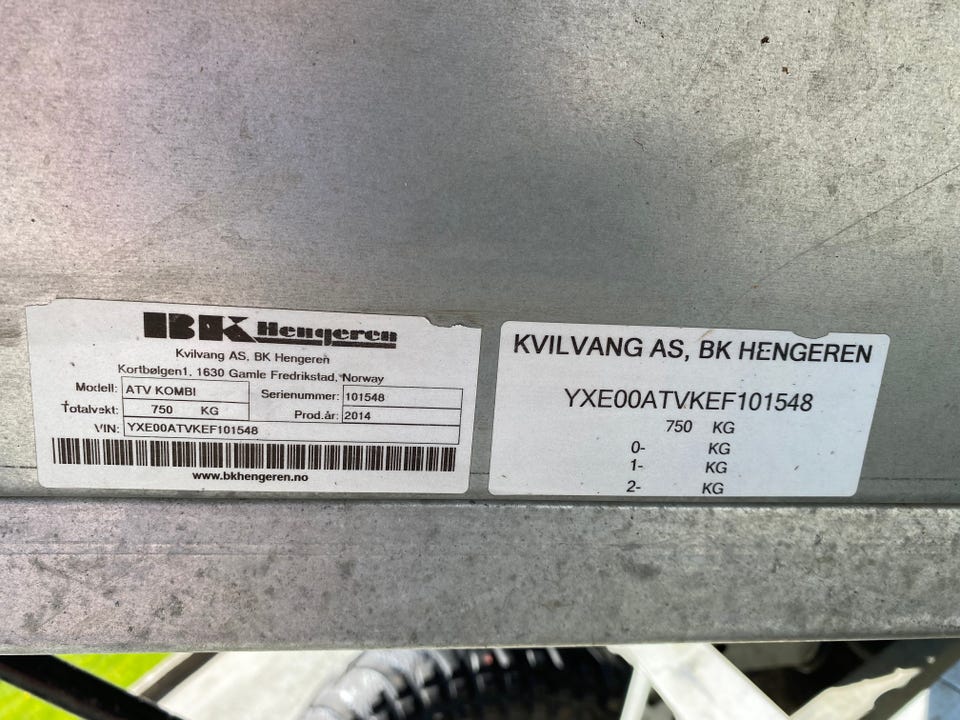 BK Hengeren
Kvilvang AS, BK Hengeren
Kortbølgen1, 1630 Gamle Fredrikstad, Norway
Modell: ATV KOMBI Serienummer: 101548
Totalvekt: 750 KG Prod.år: 2014
VIN: YXE00ATVKEF101548
www.bkhengeren.no
KVILVANG AS, BK HENGEREN
YXE00ATVKEF101548
750 KG
0- KG
1- KG
2- KG